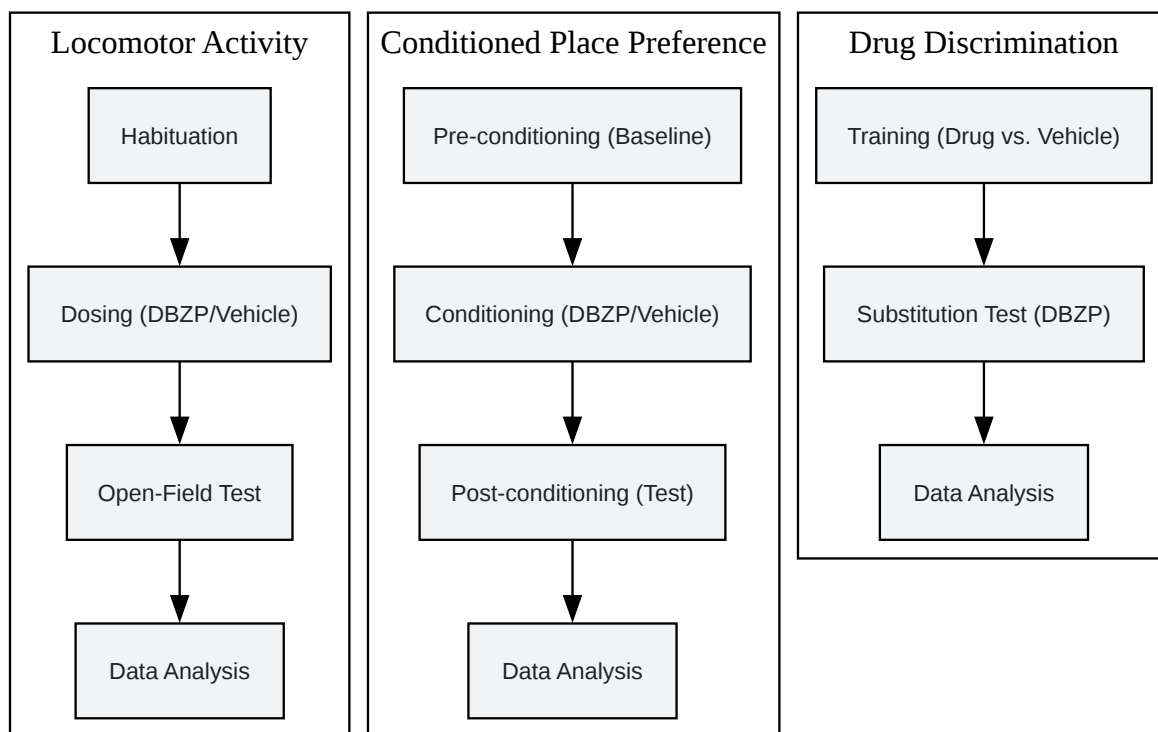 Locomotor Activity
Habituation
Dosing (DBZP/Vehicle)
Open-Field Test
Data Analysis
Conditioned Place Preference
Pre-conditioning (Baseline)
Conditioning (DBZP/Vehicle)
Post-conditioning (Test)
Data Analysis
Drug Discrimination
Training (Drug vs. Vehicle)
Substitution Test (DBZP)
Data Analysis